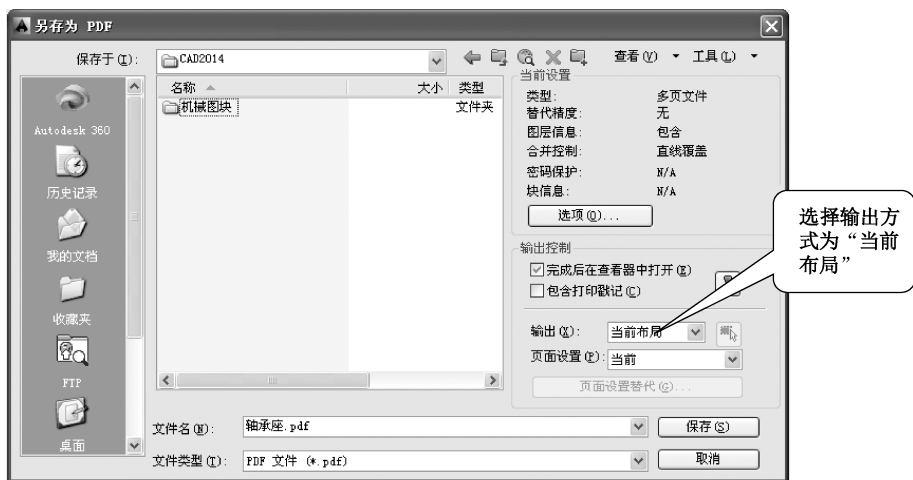 另存为 PDF
保存于(I):
CAD2014
查看(V)
工具(L)
Autodesk 360
历史记录
我的文档
收藏夹
FTP
桌面
名称
大小
类型
机械图块
文件夹
当前设置
类型:
多页文件
替代精度:
无
图层信息:
包含
合并控制:
直线覆盖
密码保护:
N/A
块信息:
N/A
选项(O)...
输出控制
完成后在查看器中打开(E)
包含打印戳记(C)
输出(X):
当前布局
页面设置(P):
当前
页面设置替代(G)...
选择输出方
式为“当前
布局”
文件名(N):
轴承座.pdf
保存(S)
文件类型(T):
PDF 文件 (*.pdf)
取消